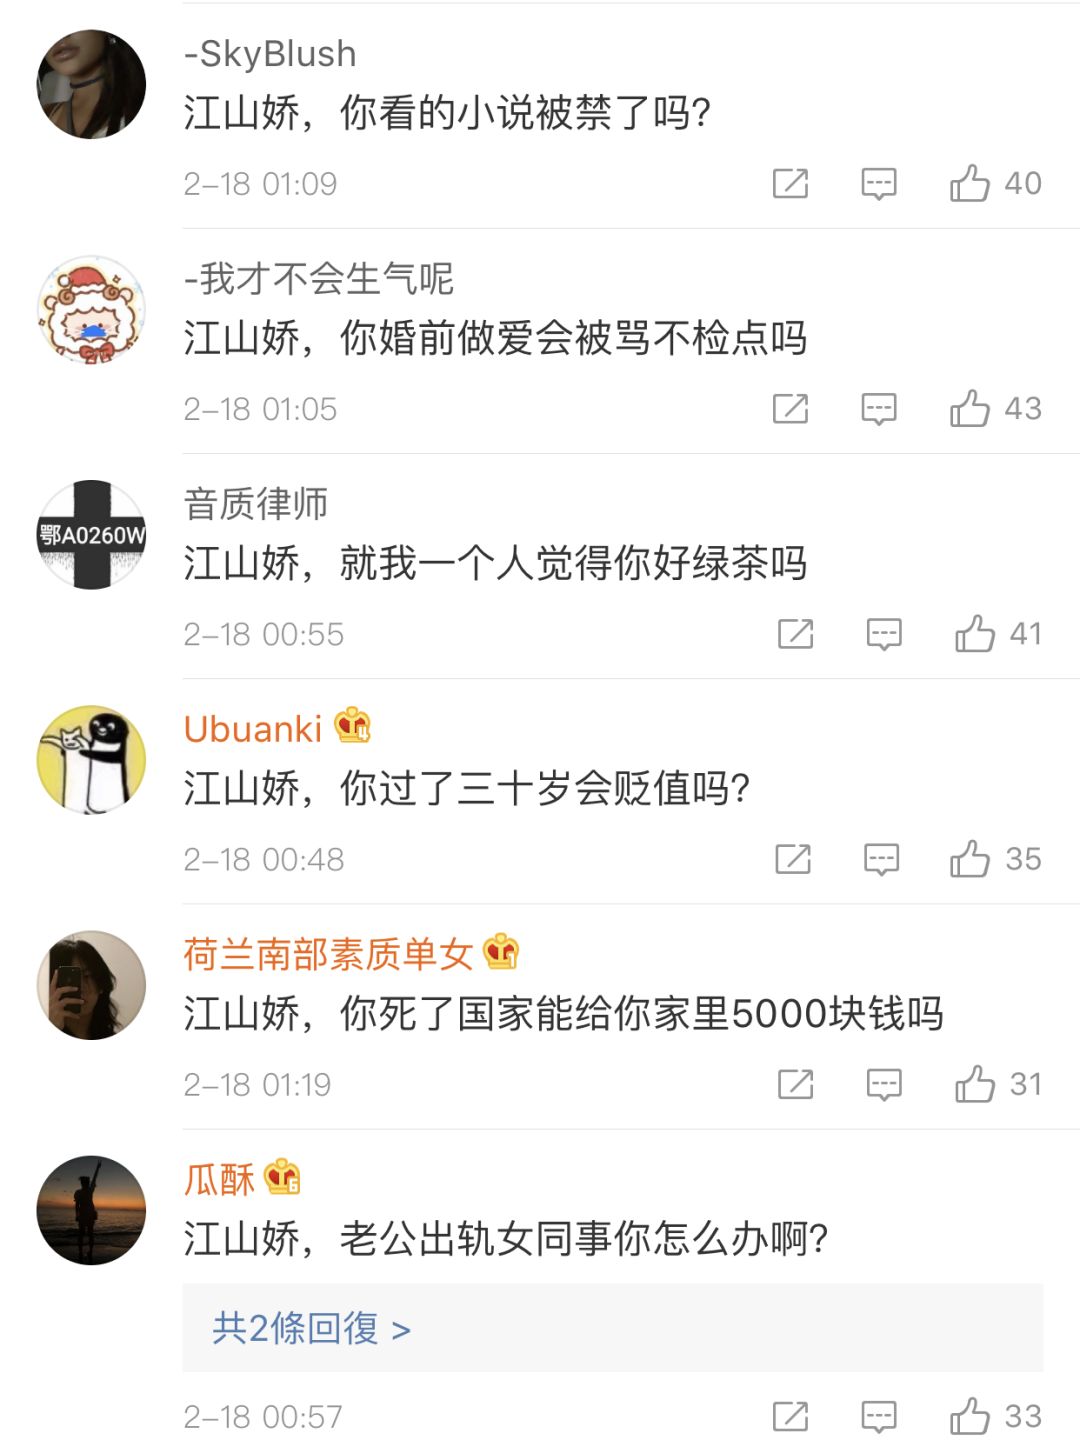 -SkyBlush
江山娇，你看的小说被禁了吗?
2-18 01:09
40
-我才不会生气呢
江山娇，你婚前做爱会被骂不检点吗
2-18 01:05
43
鄂A0260W
音质律师
江山娇，就我一个人觉得你好绿茶吗
2-18 00:55
41
Ubuanki
4
江山娇，你过了三十岁会贬值吗?
2-18 00:48
35
荷兰南部素质单女
1
江山娇，你死了国家能给你家里5000块钱吗
2-18 01:19
31
瓜酥
6
江山娇，老公出轨女同事你怎么办啊?
共2條回復 >
2-18 00:57
33